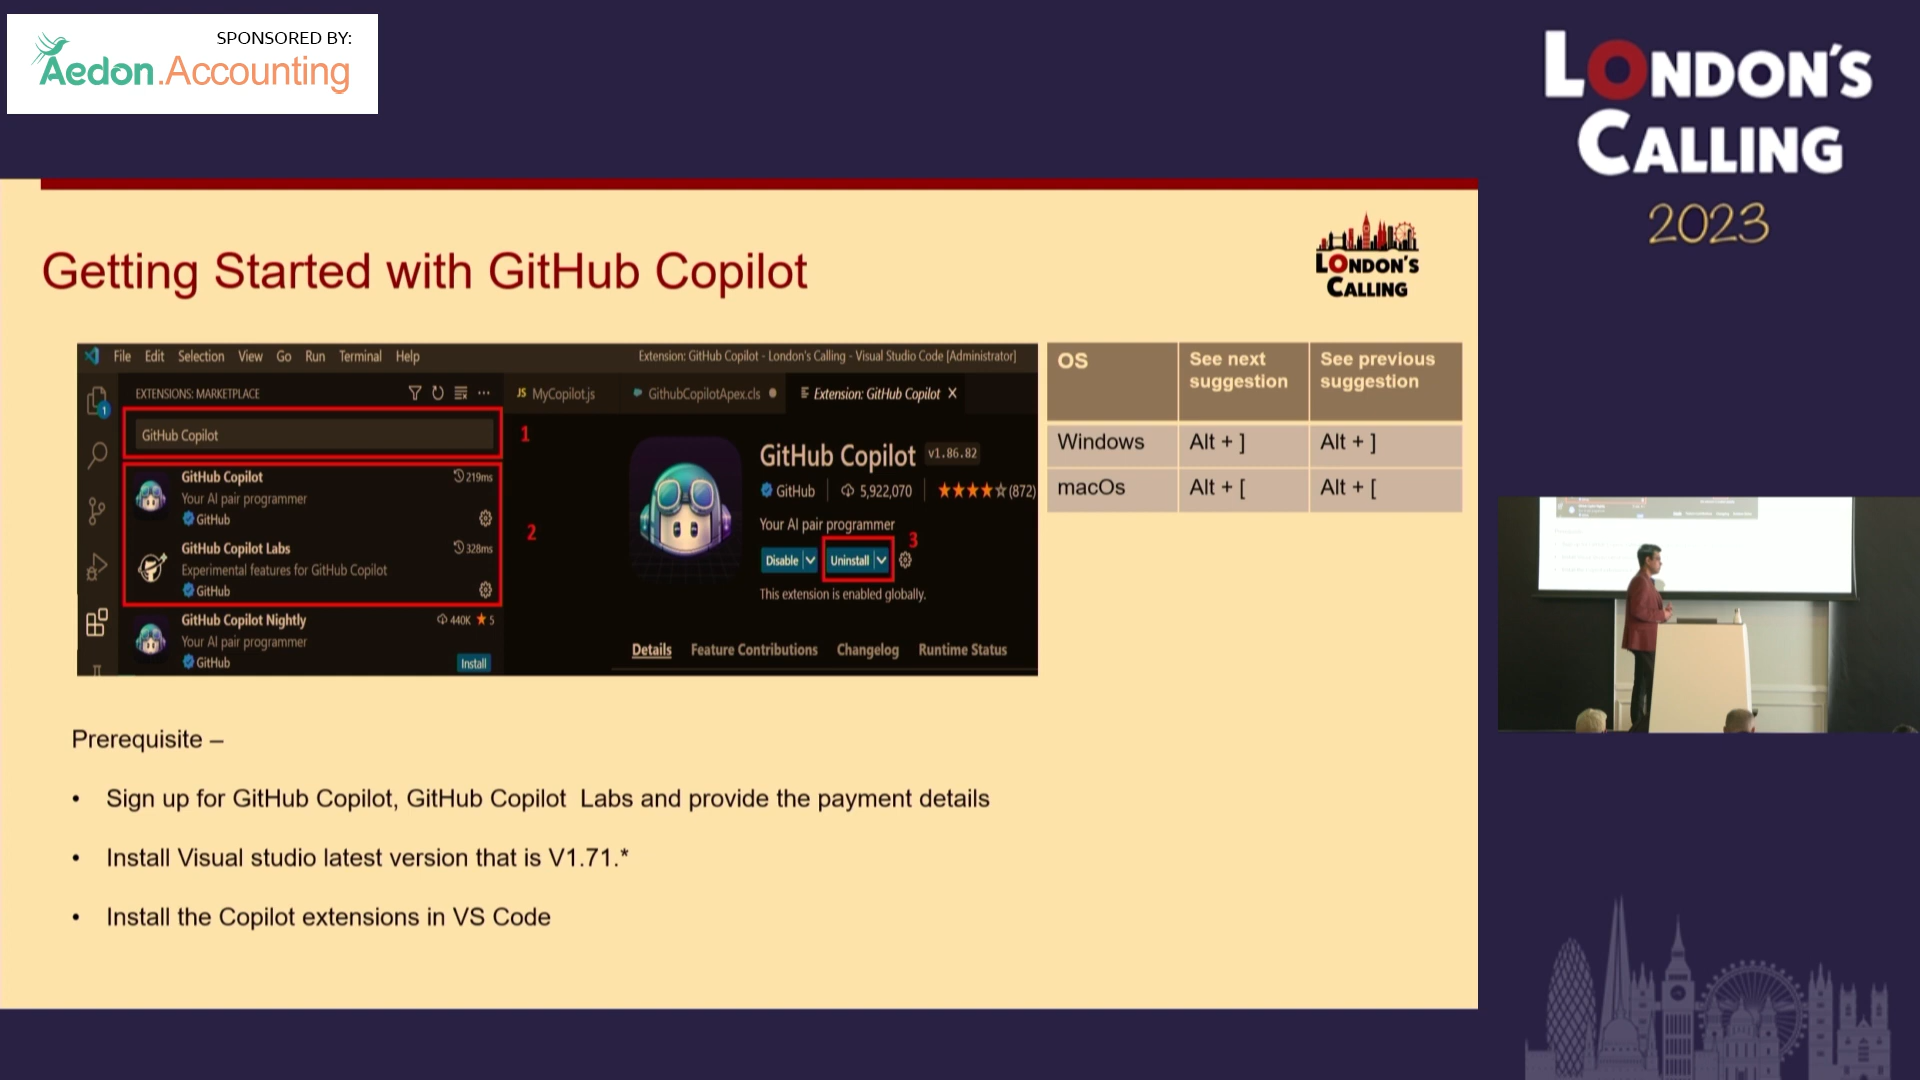 SPONSORED BY:
Aedon.Accounting
LONDON'S
CALLING
2023
Getting Started with GitHub Copilot
LONDON'S
CALLING
File Edit Selection View Go Run Terminal Help
Extension: GitHub Copilot - London's Calling - Visual Studio Code [Administrator]
EXTENSIONS: MARKETPLACE
JS MyCopilot.js
GithubCopilotApex.cls
Extension: GitHub Copilot
1
GitHub Copilot
1
GitHub Copilot
219ms
Your AI pair programmer
GitHub
2
GitHub Copilot Labs
328ms
Experimental features for GitHub Copilot
GitHub
GitHub Copilot Nightly
440K ★ 5
Your AI pair programmer
GitHub
Install
GitHub Copilot v1.86.82
GitHub | 5,922,070 | ★★★★☆(872)
Your AI pair programmer
Disable Uninstall
3
This extension is enabled globally.
Details Feature Contributions Changelog Runtime Status
OS See next suggestion See previous suggestion
Windows Alt + ] Alt + ]
macOs Alt + [ Alt + [
Prerequisite –
• Sign up for GitHub Copilot, GitHub Copilot  Labs and provide the payment details
• Install Visual studio latest version that is V1.71.*
• Install the Copilot extensions in VS Code